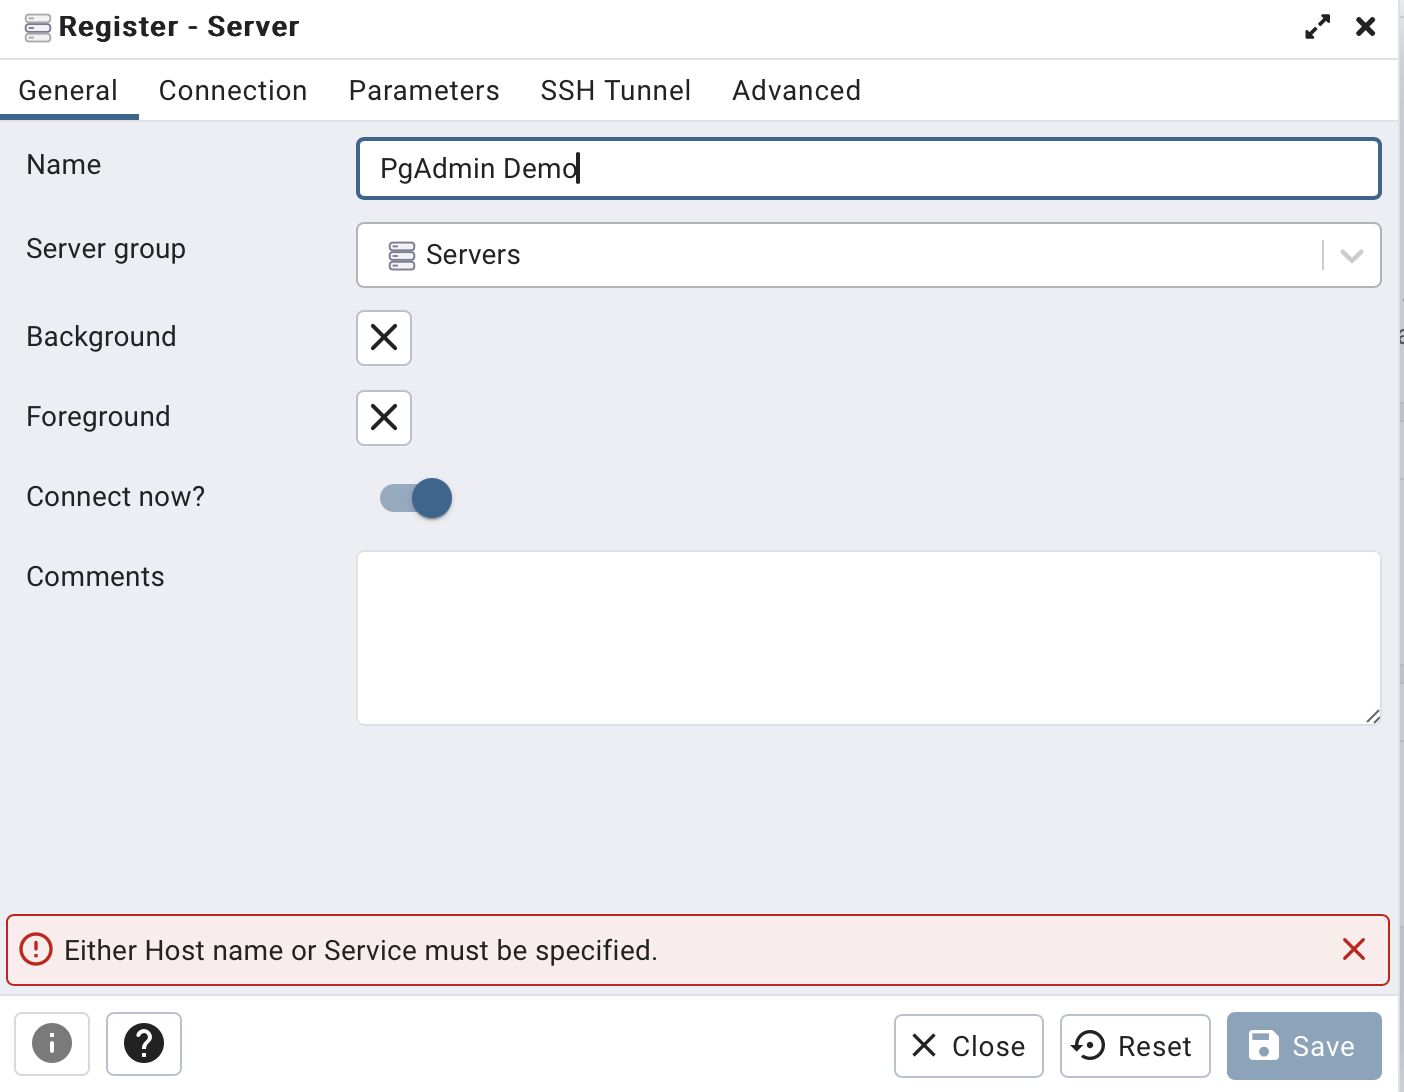 Register - Server
General Connection Parameters SSH Tunnel Advanced
Name PgAdmin Demo
Server group Servers
Background
Foreground
Connect now?
Comments
Either Host name or Service must be specified.
Close Reset Save